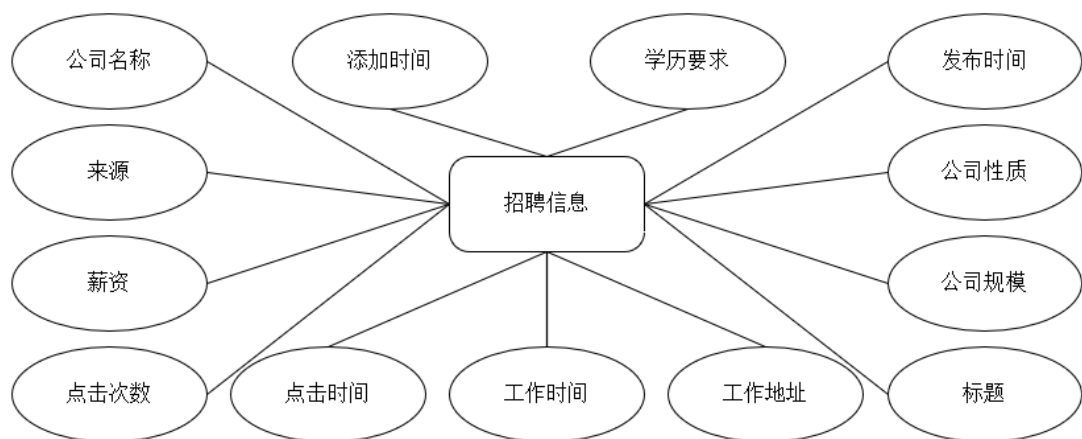 公司名称
添加时间
学历要求
发布时间
来源
招聘信息
公司性质
薪资
公司规模
点击次数
点击时间
工作时间
工作地址
标题